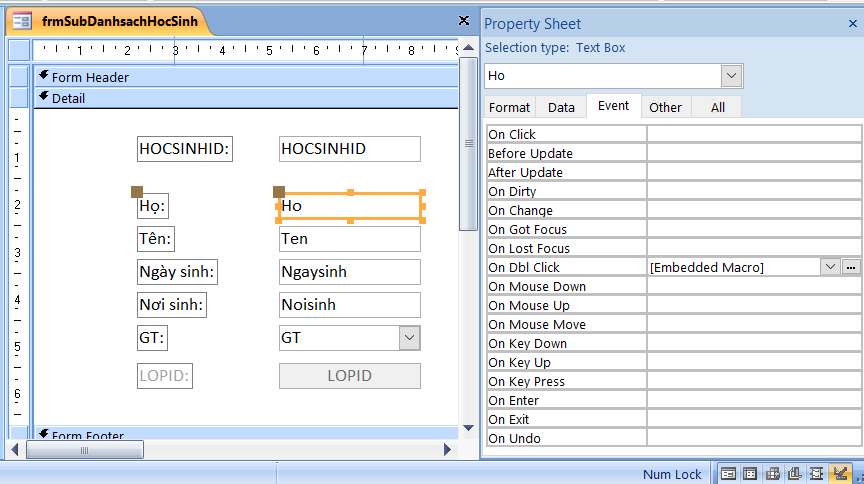 frmSubDanhsachHocSinh
1 2 3 4 5 6 7 8 9
Form Header
Detail
1
2
3
4
5
6
HOCSINHID: HOCSINHID
Họ: Ho
Tên: Ten
Ngày sinh: Ngaysinh
Nơi sinh: Noisinh
GT: GT
LOPID: LOPID
Form Footer
Property Sheet
Selection type: Text Box
Ho
Format Data Event Other All
On Click
Before Update
After Update
On Dirty
On Change
On Got Focus
On Lost Focus
On Dbl Click [Embedded Macro] ...
On Mouse Down
On Mouse Up
On Mouse Move
On Key Down
On Key Up
On Key Press
On Enter
On Exit
On Undo
Num Lock